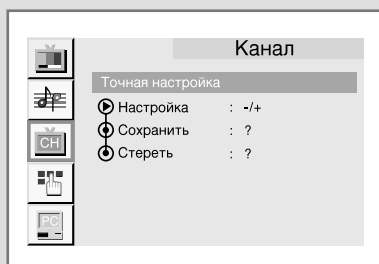 Канал
Точная настройка
Настройка : -/+
CH
Сохранить : ?
Стереть : ?
PC